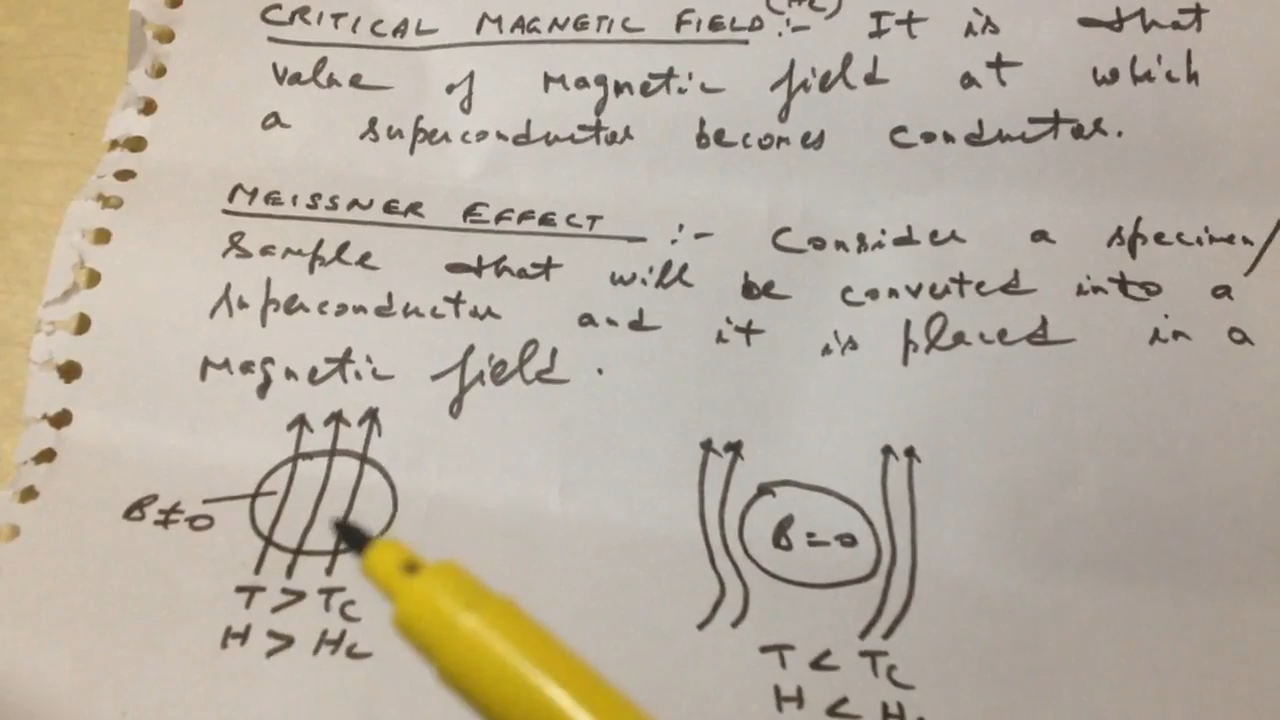 CRITICAL MAGNETIC FIELD (Hc) :- It is that
value of Magnetic field at which
a superconductor becomes conductor.
MEISSNER EFFECT :- Consider a specimen/
Sample that will be converted into a
Superconductor and it is placed in a
Magnetic field.
B≠0
T > Tc
H > Hc
B=0
T < Tc
H < H